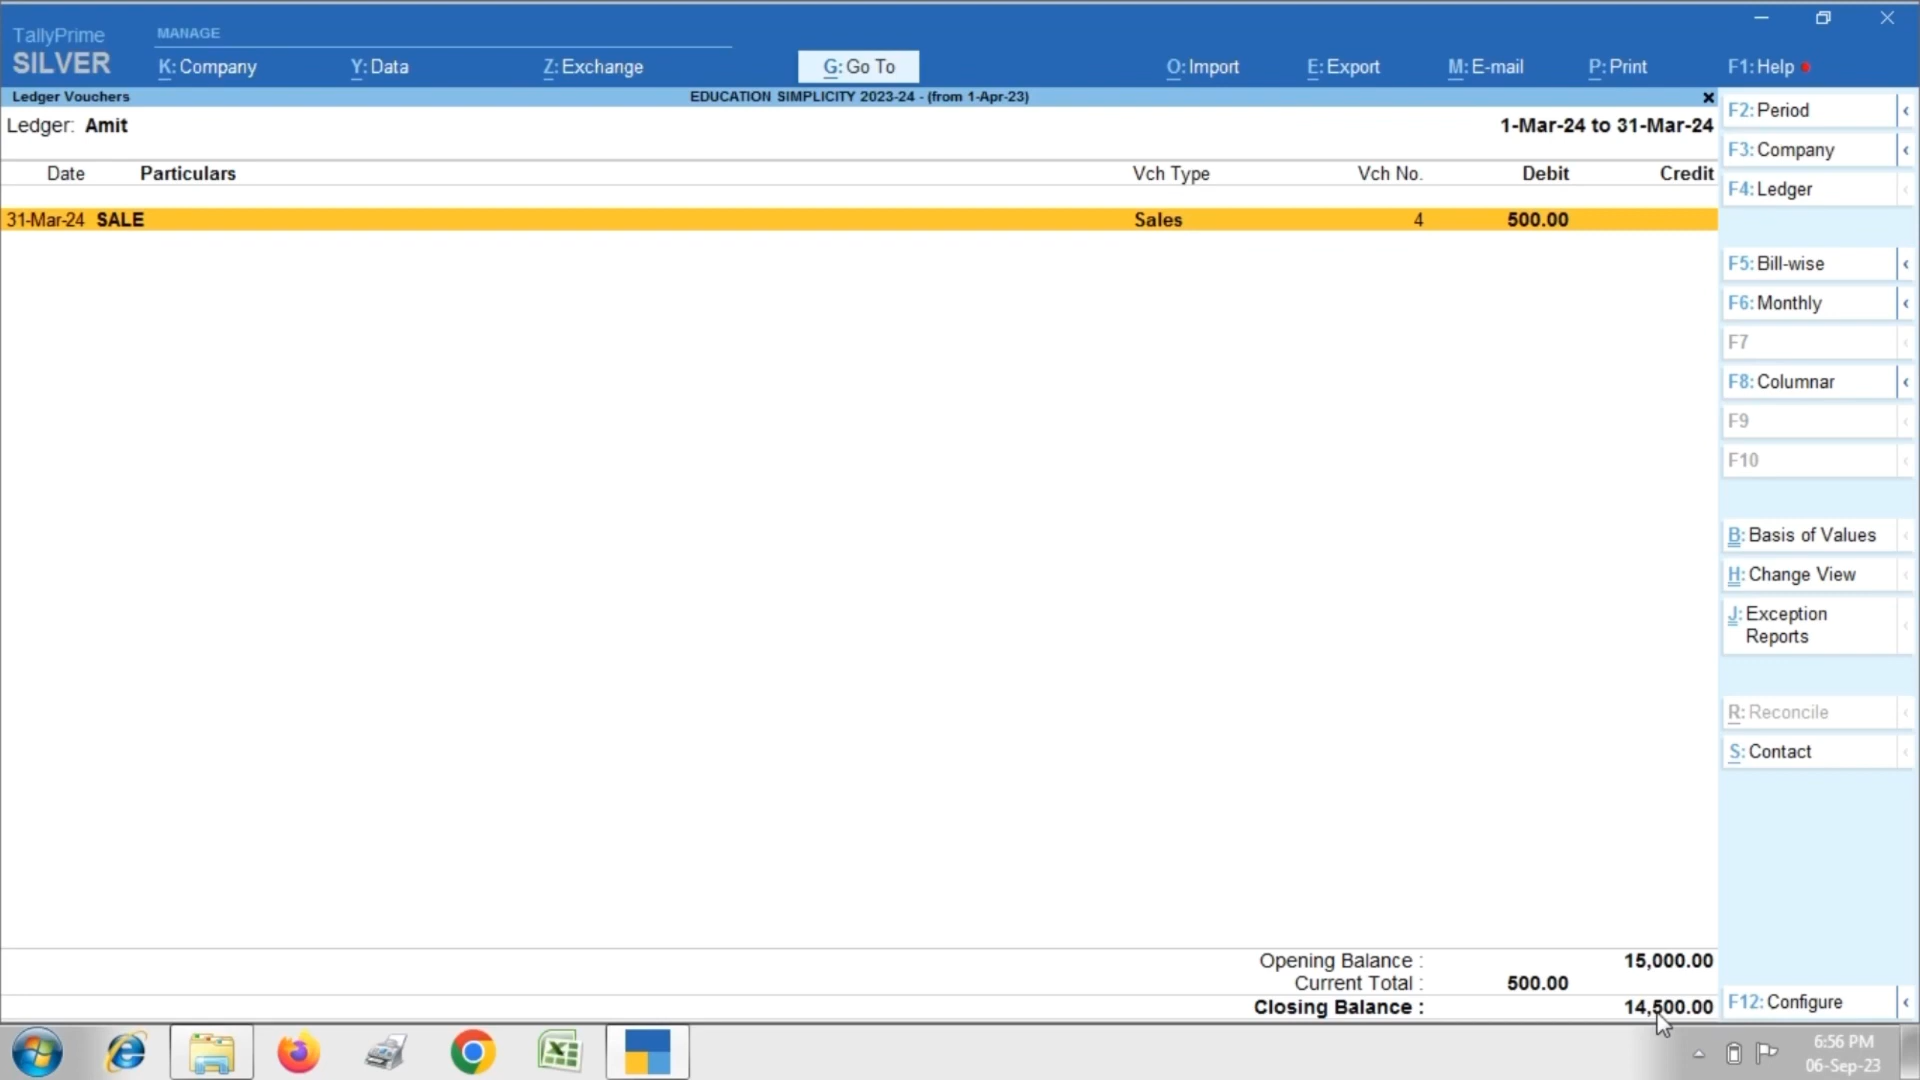 TallyPrime
SILVER
MANAGE
K: Company
Y: Data
Z: Exchange
G: Go To
O: Import
E: Export
M: E-mail
P: Print
F1: Help
Ledger Vouchers
EDUCATION SIMPLICITY 2023-24 - (from 1-Apr-23)
Ledger: Amit
1-Mar-24 to 31-Mar-24
Date Particulars Vch Type Vch No. Debit Credit
31-Mar-24 SALE Sales 4 500.00
Opening Balance : 15,000.00
Current Total : 500.00
Closing Balance : 14,500.00
F2: Period
F3: Company
F4: Ledger
F5: Bill-wise
F6: Monthly
F7
F8: Columnar
F9
F10
B: Basis of Values
H: Change View
J: Exception
Reports
R: Reconcile
S: Contact
F12: Configure
6:56 PM
06-Sep-23